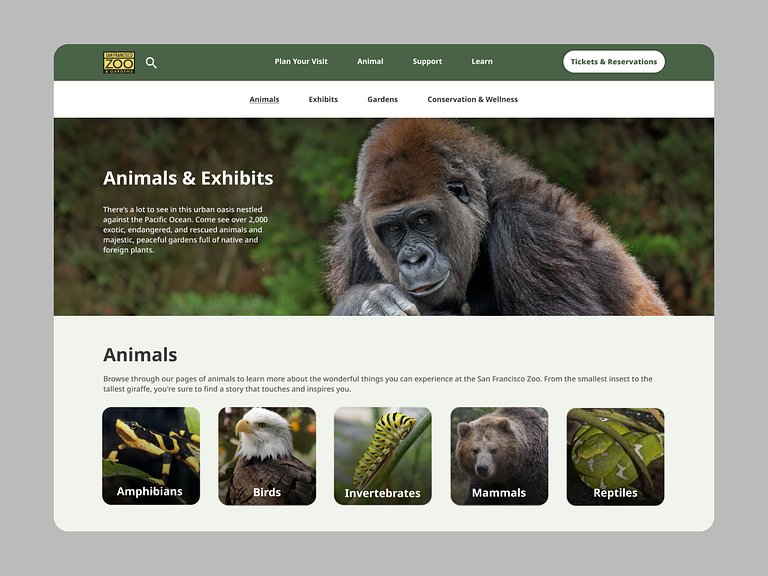 SAN FRANCISCO
ZOO
& GARDENS
Plan Your Visit
Animal
Support
Learn
Tickets & Reservations
Animals
Exhibits
Gardens
Conservation & Wellness
Animals & Exhibits
There's a lot to see in this urban oasis nestled
against the Pacific Ocean. Come see over 2,000
exotic, endangered, and rescued animals and
majestic, peaceful gardens full of native and
foreign plants.
Animals
Browse through our pages of animals to learn more about the wonderful things you can experience at the San Francisco Zoo. From the smallest insect to the
tallest giraffe, you're sure to find a story that touches and inspires you.
Amphibians
Birds
Invertebrates
Mammals
Reptiles